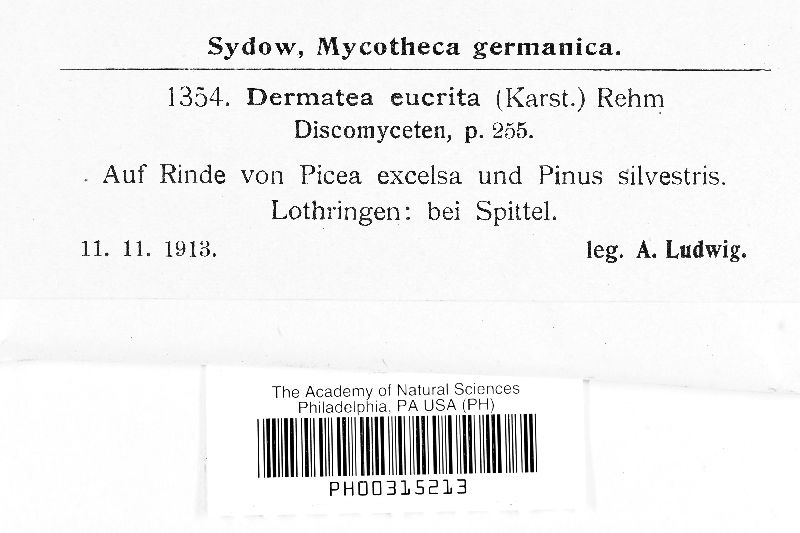 Sydow, Mycotheca germanica.
1354. Dermatea eucrita (Karst.) Rehm
Discomyceten, p. 255.
Auf Rinde von Picea excelsa und Pinus silvestris.
Lothringen: bei Spittel.
11. 11. 1913. leg. A. Ludwig.
The Academy of Natural Sciences
Philadelphia, PA USA (PH)
PH00315213